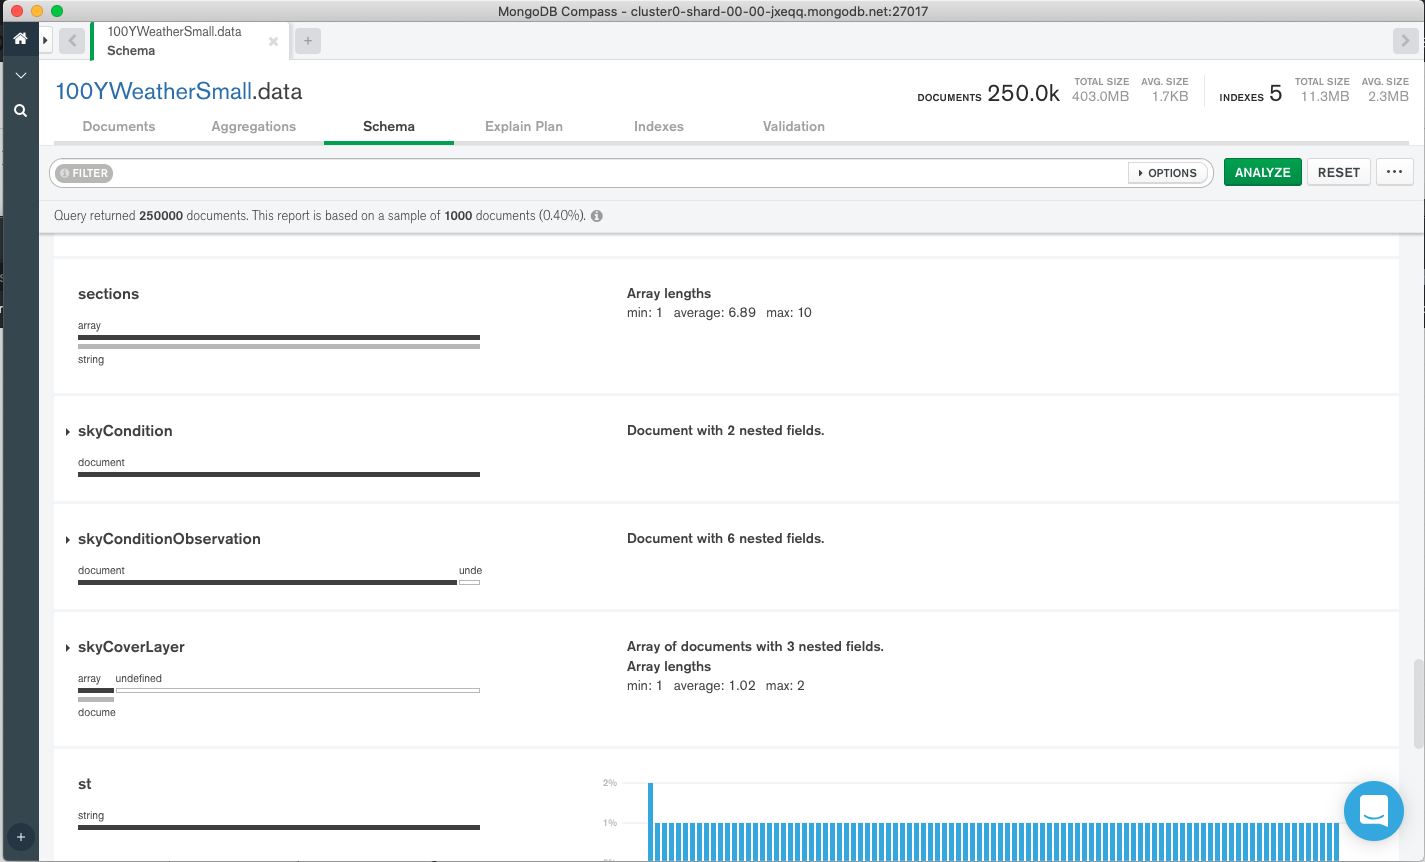 MongoDB Compass - cluster0-shard-00-00-jxeqq.mongodb.net:27017
100YWeatherSmall.data
Schema
100YWeatherSmall.data
DOCUMENTS 250.0k
TOTAL SIZE
403.0MB
AVG. SIZE
1.7KB
INDEXES 5
TOTAL SIZE
11.3MB
AVG. SIZE
2.3MB
Documents
Aggregations
Schema
Explain Plan
Indexes
Validation
FILTER
OPTIONS
ANALYZE
RESET
Query returned 250000 documents. This report is based on a sample of 1000 documents (0.40%).
sections
array
string
Array lengths
min: 1 average: 6.89 max: 10
skyCondition
document
Document with 2 nested fields.
skyConditionObservation
document unde
Document with 6 nested fields.
skyCoverLayer
array undefined
docume
Array of documents with 3 nested fields.
Array lengths
min: 1 average: 1.02 max: 2
st
string
2%
1%